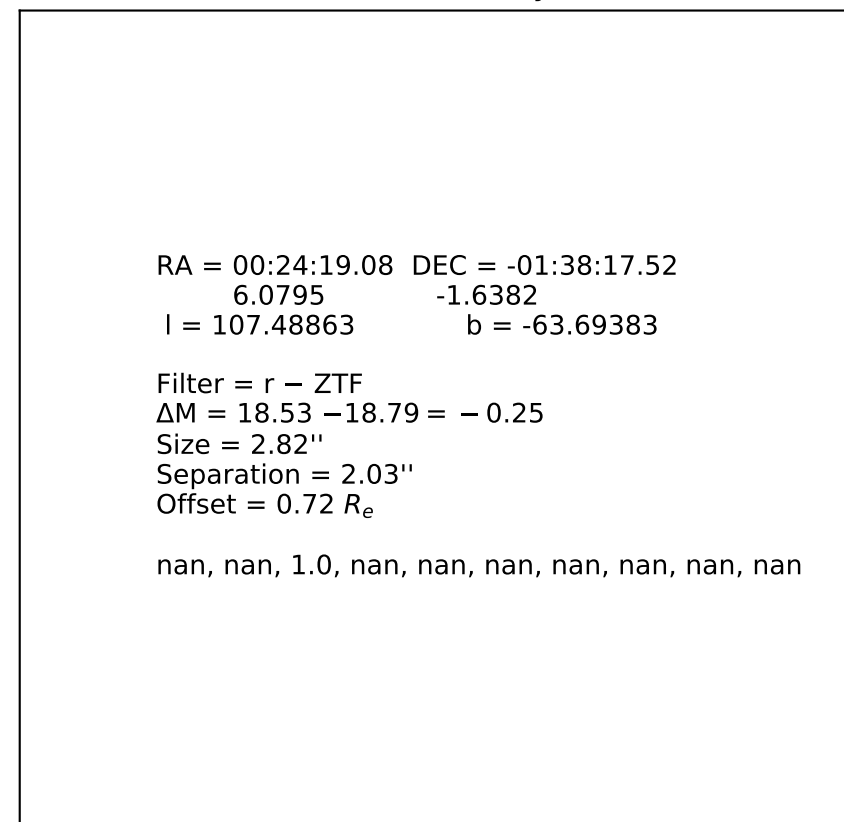 RA = 00:24:19.08 DEC = -01:38:17.52
6.0795 -1.6382
l = 107.48863 b = -63.69383
Filter = r − ZTF
ΔM = 18.53 −18.79 = − 0.25
Size = 2.82''
Separation = 2.03''
Offset = 0.72 Rₑ
nan, nan, 1.0, nan, nan, nan, nan, nan, nan, nan